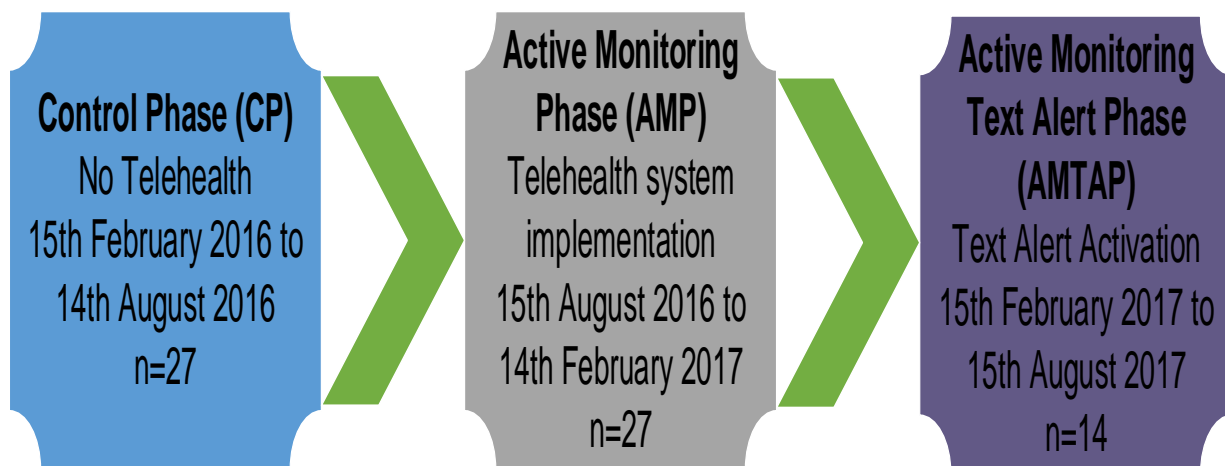 Control Phase (CP)
No Telehealth
15th February 2016 to
14th August 2016
n=27
Active Monitoring
Phase (AMP)
Telehealth system
implementation
15th August 2016 to
14th February 2017
n=27
Active Monitoring
Text Alert Phase
(AMTAP)
Text Alert Activation
15th February 2017 to
15th August 2017
n=14